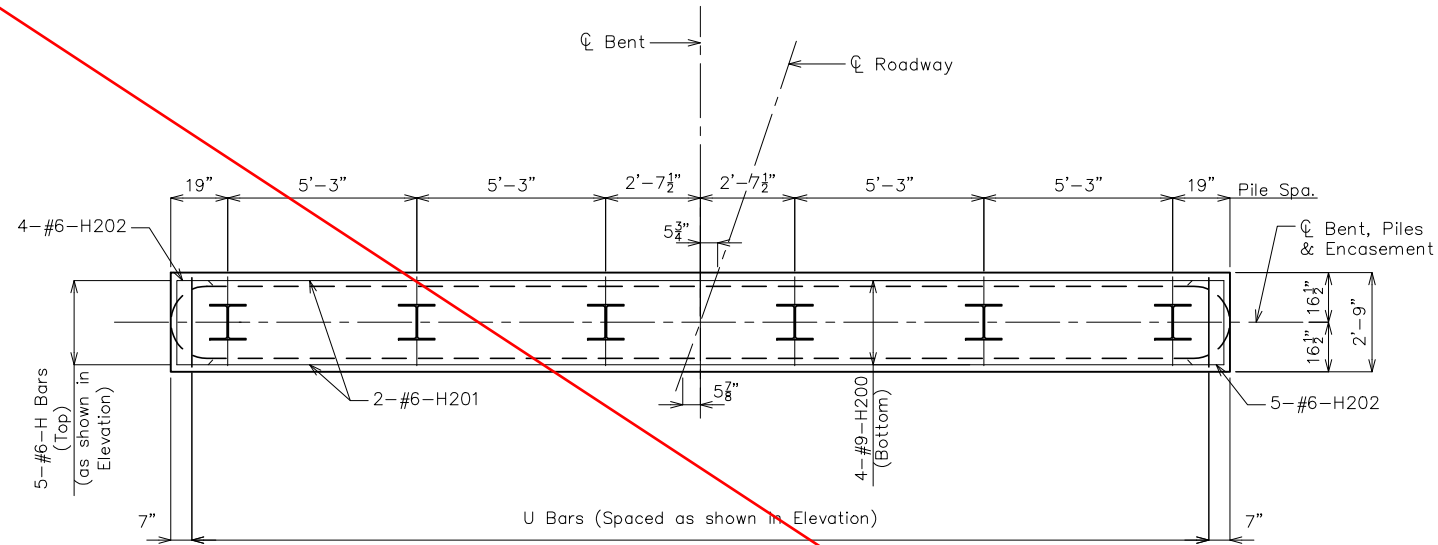 ℄ Bent
℄ Roadway
19” 5’-3” 5’-3” 2’-7½” 2’-7½” 5’-3” 5’-3” 19” Pile Spa.
4-#6-H202
5¾”
℄ Bent, Piles
& Encasement
16½”
16½”
2’-9”
5-#6-H Bars
(Top)
(as shown in
Elevation)
2-#6-H201
5⅞”
4-#9-H200
(Bottom)
5-#6-H202
7” U Bars (Spaced as shown in Elevation) 7”